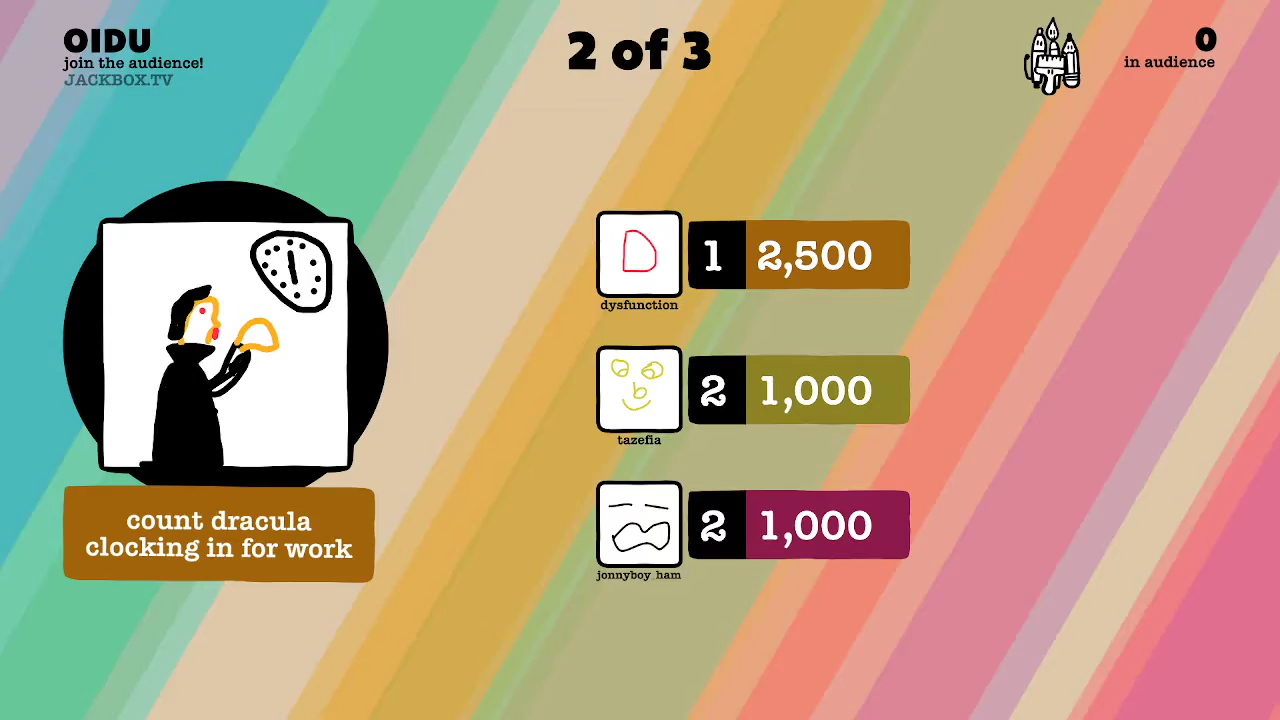 OIDU
join the audience!
JACKBOX.TV
2 of 3
0
in audience
count dracula
clocking in for work
D
dysfunction
1 2,500
tazefia
2 1,000
jonnyboy ham
2 1,000